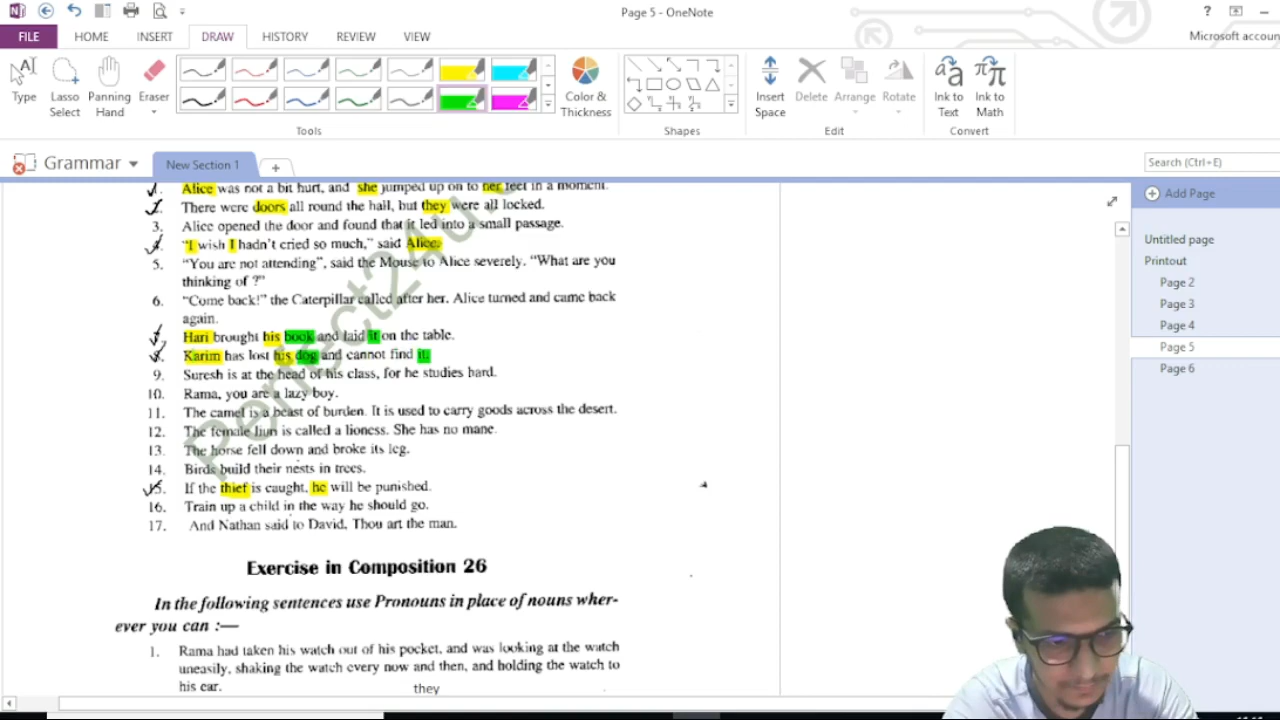 Page 5 - OneNote
?
FILE HOME INSERT DRAW HISTORY REVIEW VIEW
Microsoft accoun
Type Lasso Select Panning Hand Eraser Color & Thickness Insert Space Delete Arrange Rotate Ink to Text Ink to Math
Tools Shapes Edit Convert
Grammar New Section 1 +
Search (Ctrl+E)
Add Page
Untitled page
Printout
Page 2
Page 3
Page 4
Page 5
Page 6
1. Alice was not a bit hurt, and she jumped up on to her feet in a moment.
2. There were doors all round the hall, but they were all locked.
3. Alice opened the door and found that it led into a small passage.
4. “I wish I hadn’t cried so much,” said Alice.
5. “You are not attending”, said the Mouse to Alice severely. “What are you
thinking of ?”
6. “Come back!” the Caterpillar called after her. Alice turned and came back
again.
7. Hari brought his book and laid it on the table.
8. Karim has lost his dog and cannot find it.
9. Suresh is at the head of his class, for he studies hard.
10. Rama, you are a lazy boy.
11. The camel is a beast of burden. It is used to carry goods across the desert.
12. The female lion is called a lioness. She has no mane.
13. The horse fell down and broke its leg.
14. Birds build their nests in trees.
15. If the thief is caught, he will be punished.
16. Train up a child in the way he should go.
17. And Nathan said to David, Thou art the man.
Exercise in Composition 26
In the following sentences use Pronouns in place of nouns wher-
ever you can :—
1. Rama had taken his watch out of his pocket, and was looking at the watch
uneasily, shaking the watch every now and then, and holding the watch to
his ear.
they